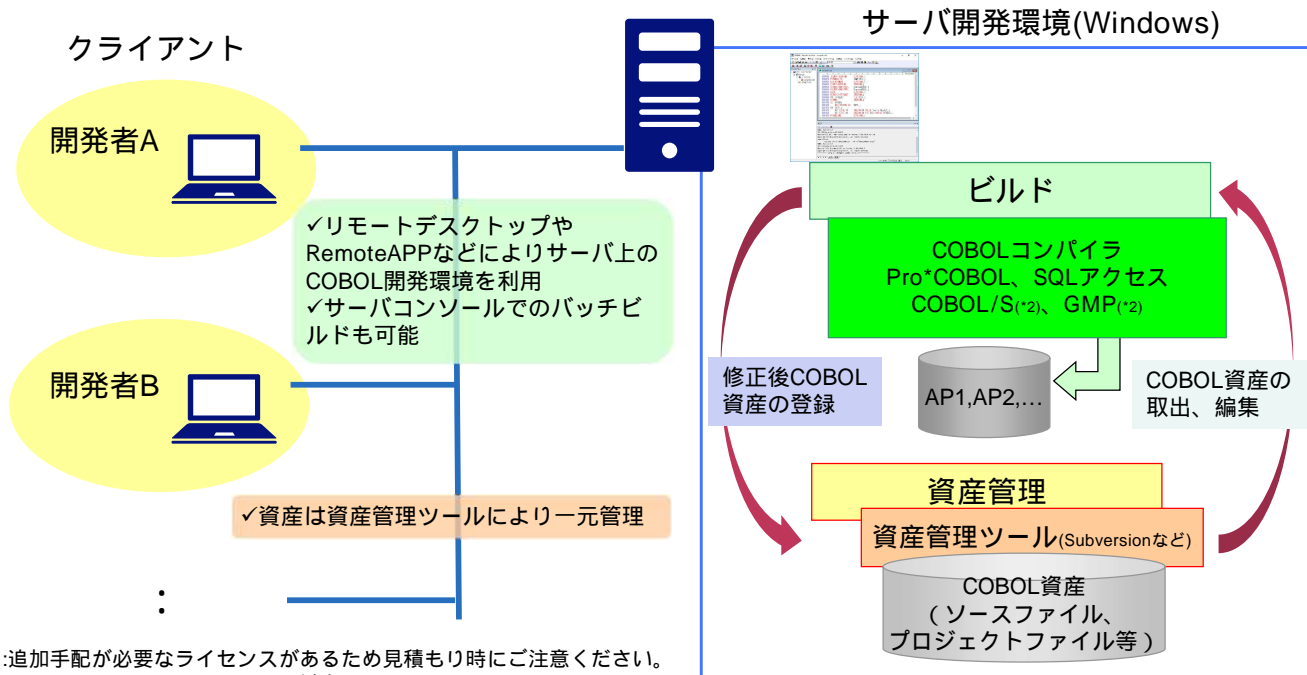 サーバ開発環境(Windows)
クライアント
開発者A
✓リモートデスクトップや
RemoteAPPなどによりサーバ上の
COBOL開発環境を利用
✓サーバコンソールでのバッチビ
ルドも可能
開発者B
✓資産は資産管理ツールにより一元管理
:
:追加手配が必要なライセンスがあるため見積もり時にご注意ください。
ビルド
COBOLコンパイラ
Pro*COBOL、SQLアクセス
COBOL/S(*2)、GMP(*2)
修正後COBOL
資産の登録
AP1,AP2,…
COBOL資産の
取出、編集
資産管理
資産管理ツール(Subversionなど)
COBOL資産
(ソースファイル、
プロジェクトファイル等)